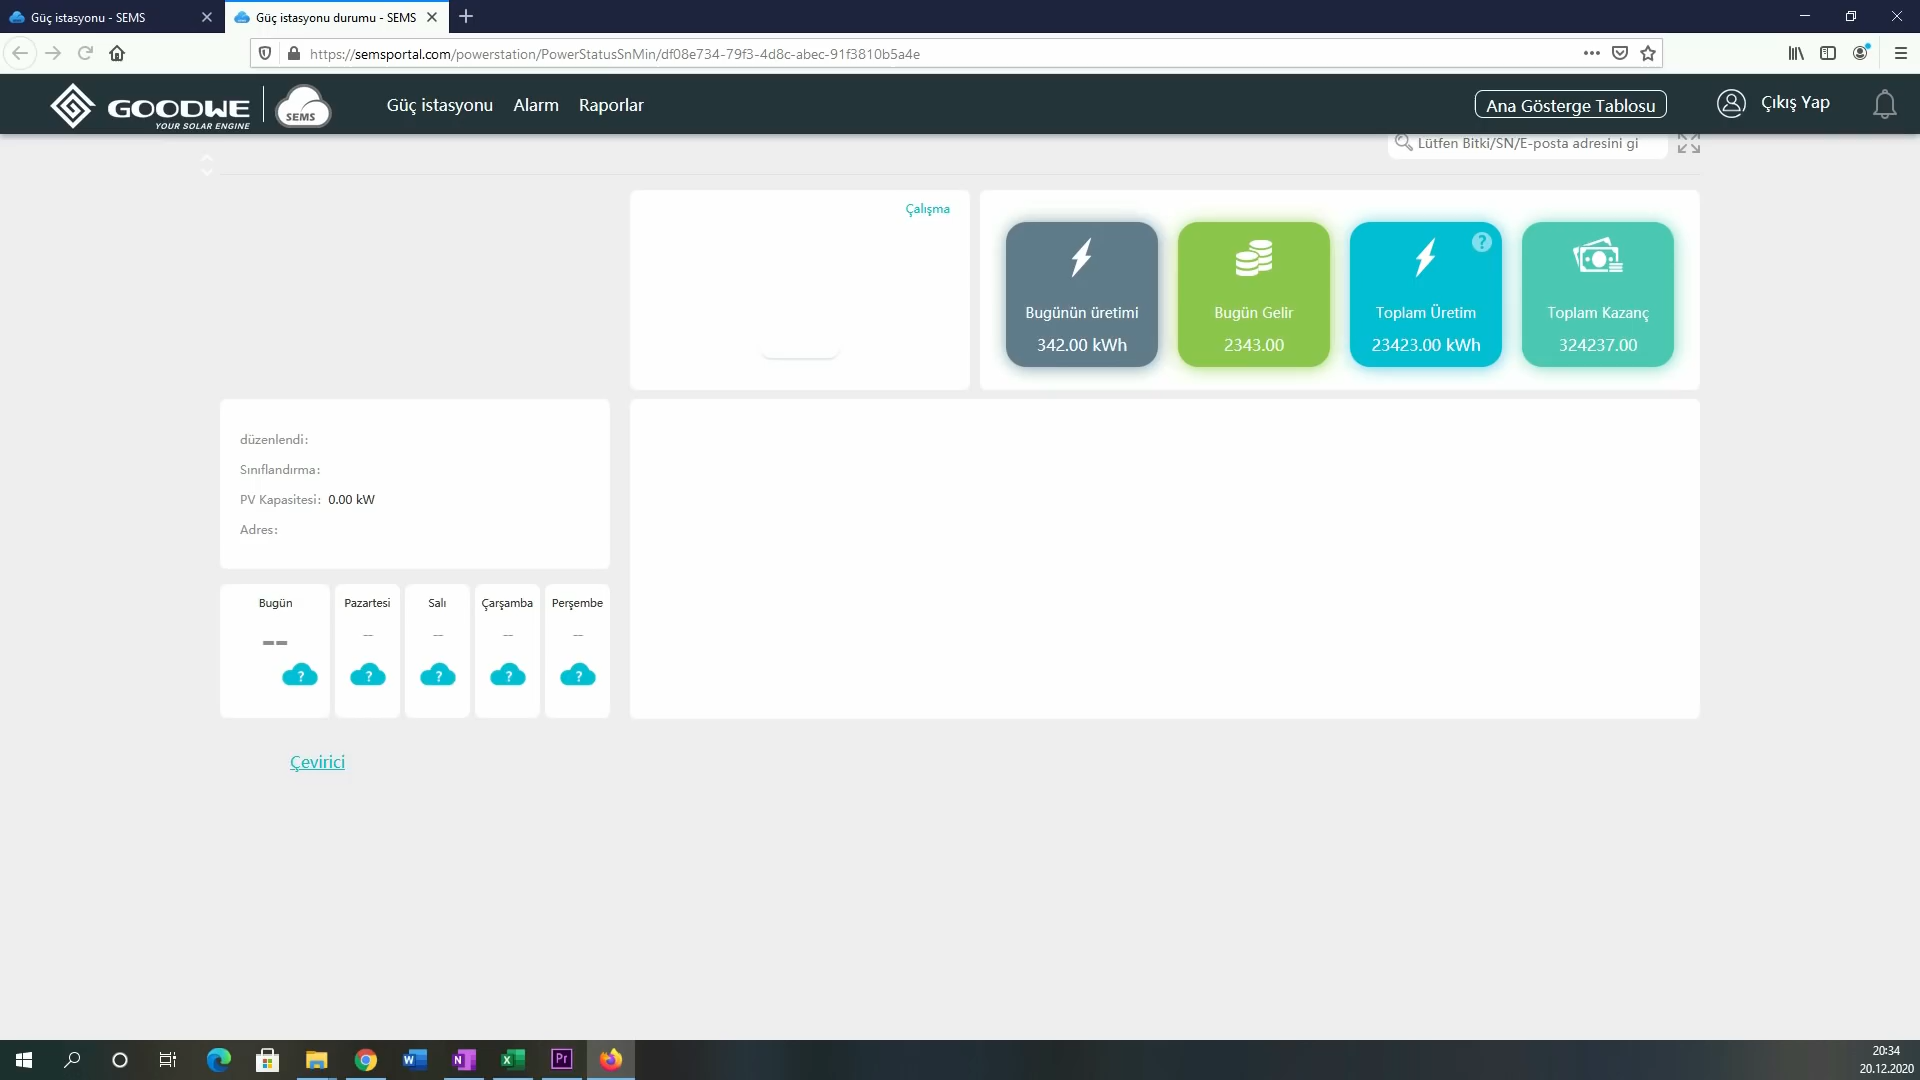 Güç istasyonu - SEMS
Güç istasyonu durumu - SEMS
https://semsportal.com/powerstation/PowerStatusSnMin/df08e734-79f3-4d8c-abec-91f3810b5a4e
GOODWE
YOUR SOLAR ENGINE
SEMS
Güç istasyonu Alarm Raporlar
Ana Gösterge Tablosu
Çıkış Yap
Lütfen Bitki/SN/E-posta adresini gi
Çalışma
Bugünün üretimi
342.00 kWh
Bugün Gelir
2343.00
?
Toplam Üretim
23423.00 kWh
Toplam Kazanç
324237.00
düzenlendi:
Sınıflandırma:
PV Kapasitesi: 0.00 kW
Adres:
Bugün Pazartesi Salı Çarşamba Perşembe
-- -- -- -- --
? ? ? ? ?
Çevirici
W N X Pr
20:34
20.12.2020